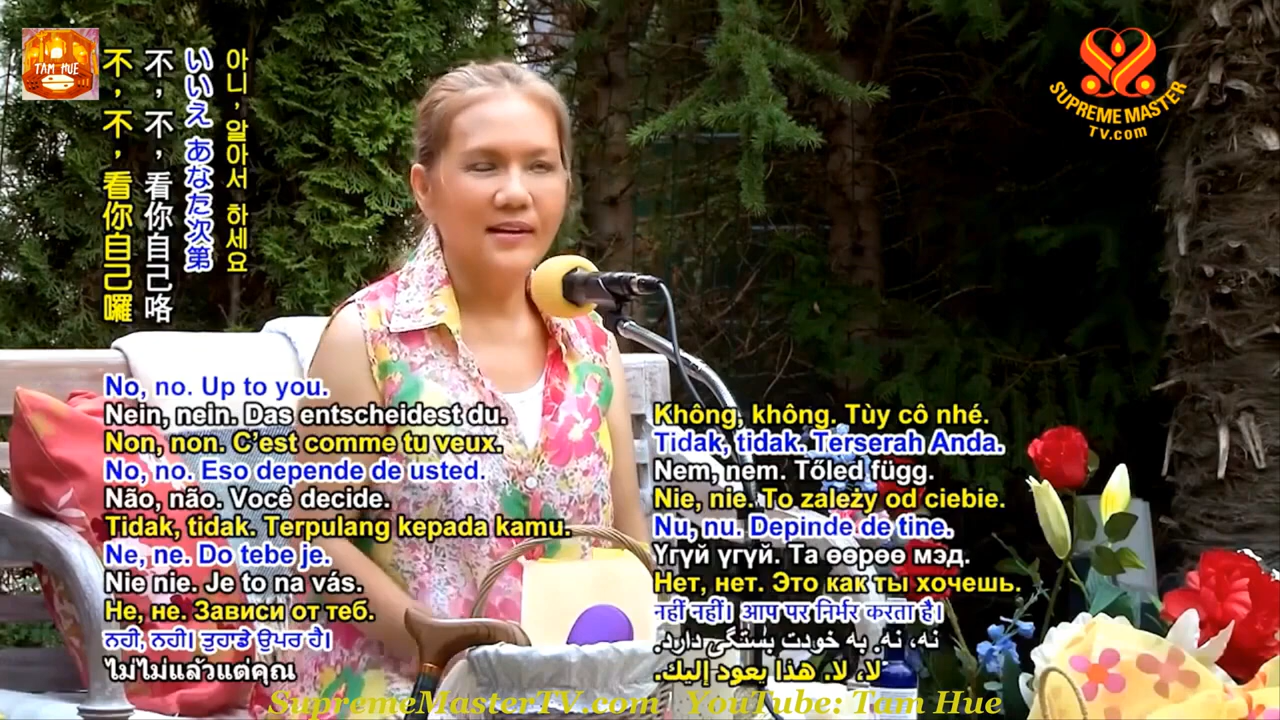 TAM HUE
不，不，看你自己囉
不，不，看你自己咯
いいえ あなた次第
아니, 알아서 하세요
SUPREME MASTER
TV.com
No, no. Up to you.
Nein, nein. Das entscheidest du.
Non, non. C'est comme tu veux.
No, no. Eso depende de usted.
Não, não. Você decide.
Tidak, tidak. Terpulang kepada kamu.
Ne, ne. Do tebe je.
Nie nie. Je to na vás.
Не, не. Зависи от теб.
ਨਹੀ, ਨਹੀ। ਤੁਹਾਡੇ ਉਪਰ ਹੈ।
ไม่ไม่แล้วแต่คุณ
Không, không. Tùy cô nhé.
Tidak, tidak. Terserah Anda.
Nem, nem. Tőled függ.
Nie, nie. To zależy od ciebie.
Nu, nu. Depinde de tine.
Үгүй үгүй. Та өөрөө мэд.
Нет, нет. Это как ты хочешь.
नहीं नहीं। आप पर निर्भर करता है।
نه، نه. به خودت بستگی دارد.
لا، لا. هذا يعود إليك.
SupremeMasterTV.com | YouTube: Tam Hue